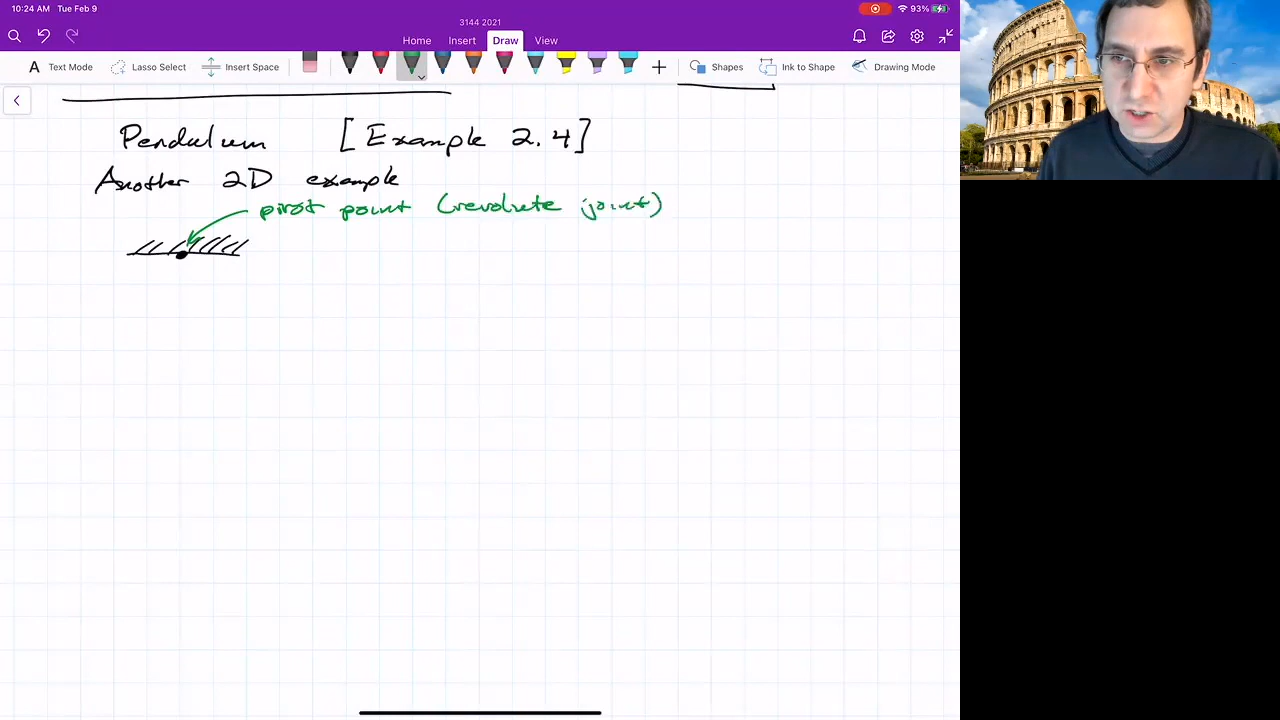 10:24 AM Tue Feb 9
93%
3144 2021
Home Insert Draw View
Text Mode Lasso Select Insert Space Shapes Ink to Shape Drawing Mode
Pendulum [Example 2.4]
Another 2D example
pivot point (revolute joint)